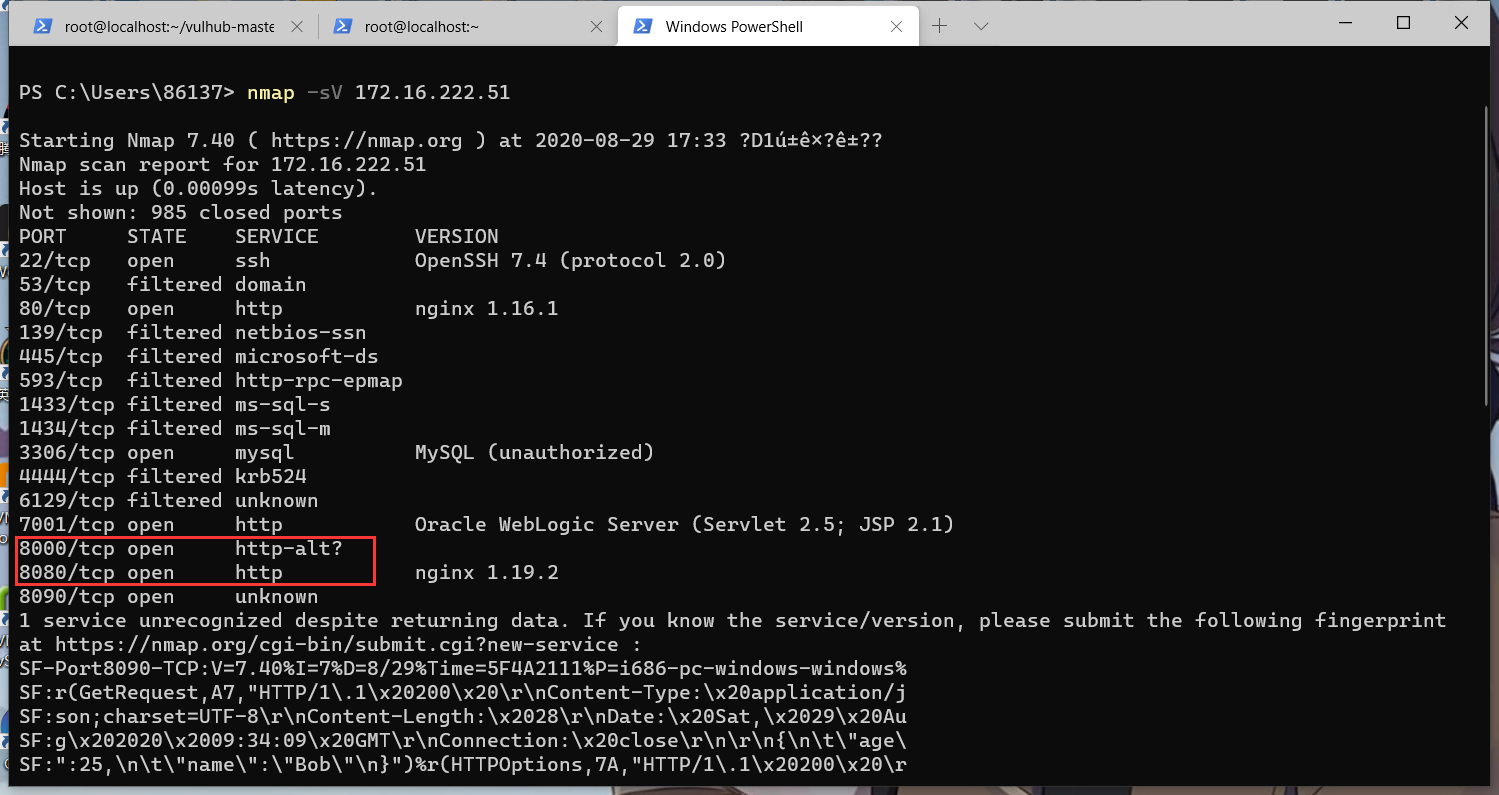 root@localhost:~/vulhub-maste
root@localhost:~
Windows PowerShell
PS C:\Users\86137> nmap -sV 172.16.222.51
Starting Nmap 7.40 ( https://nmap.org ) at 2020-08-29 17:33 ?D1ú±ê×?ê±??
Nmap scan report for 172.16.222.51
Host is up (0.00099s latency).
Not shown: 985 closed ports
PORT STATE SERVICE VERSION
22/tcp open ssh OpenSSH 7.4 (protocol 2.0)
53/tcp filtered domain
80/tcp open http nginx 1.16.1
139/tcp filtered netbios-ssn
445/tcp filtered microsoft-ds
593/tcp filtered http-rpc-epmap
1433/tcp filtered ms-sql-s
1434/tcp filtered ms-sql-m
3306/tcp open mysql MySQL (unauthorized)
4444/tcp filtered krb524
6129/tcp filtered unknown
7001/tcp open http Oracle WebLogic Server (Servlet 2.5; JSP 2.1)
8000/tcp open http-alt?
8080/tcp open http nginx 1.19.2
8090/tcp open unknown
1 service unrecognized despite returning data. If you know the service/version, please submit the following fingerprint
at https://nmap.org/cgi-bin/submit.cgi?new-service :
SF-Port8090-TCP:V=7.40%I=7%D=8/29%Time=5F4A2111%P=i686-pc-windows-windows%
SF:r(GetRequest,A7,"HTTP/1\.1\x20200\x20\r\nContent-Type:\x20application/j
SF:son;charset=UTF-8\r\nContent-Length:\x2028\r\nDate:\x20Sat,\x2029\x20Au
SF:g\x202020\x2009:34:09\x20GMT\r\nConnection:\x20close\r\n\r\n{\n\t\"age\
SF:":25,\n\t\"name\":\"Bob\"\n}")%r(HTTPOptions,7A,"HTTP/1\.1\x20200\x20\r